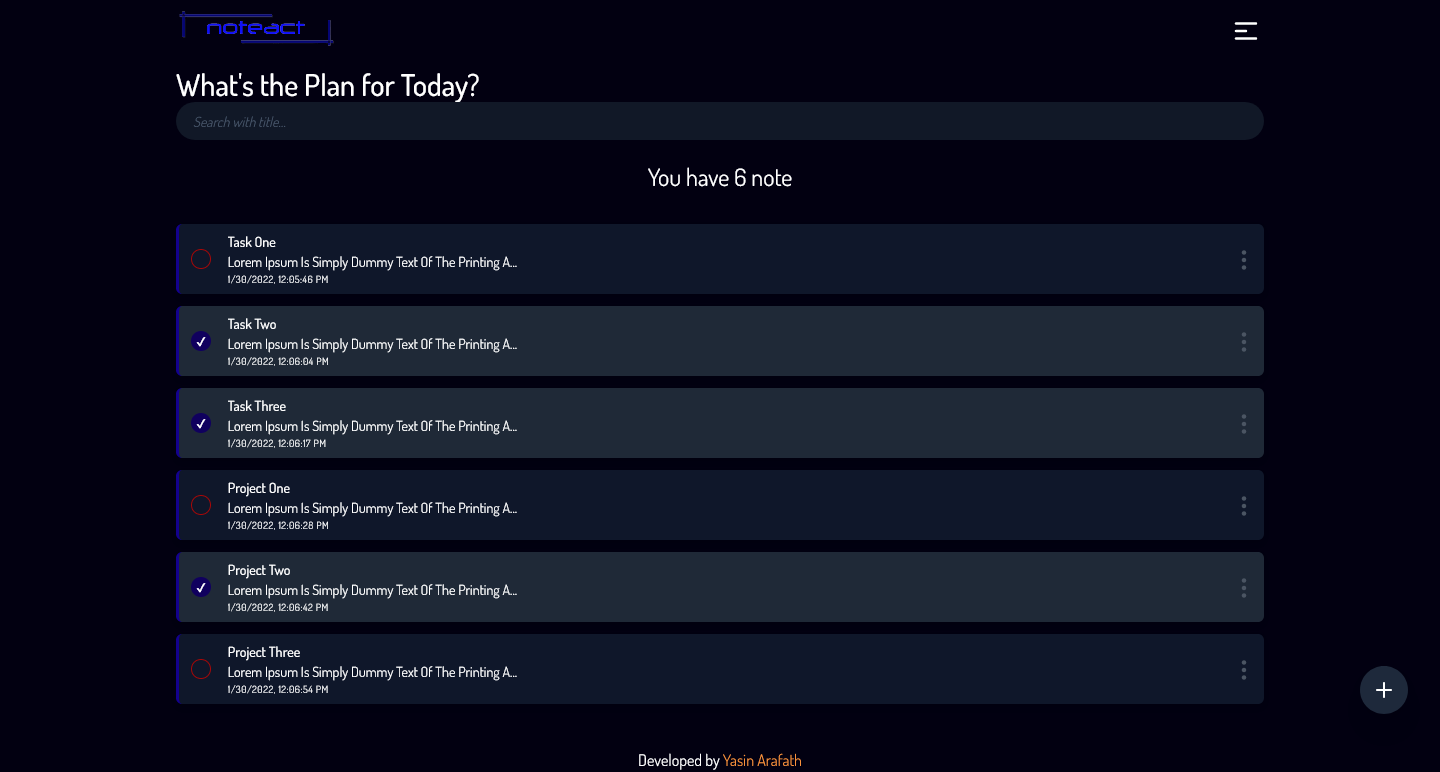 noteact
What's the Plan for Today?
Search with title...
You have 6 note
Task One
Lorem Ipsum Is Simply Dummy Text Of The Printing A...
1/30/2022, 12:05:46 PM
Task Two
Lorem Ipsum Is Simply Dummy Text Of The Printing A...
1/30/2022, 12:06:04 PM
Task Three
Lorem Ipsum Is Simply Dummy Text Of The Printing A...
1/30/2022, 12:06:17 PM
Project One
Lorem Ipsum Is Simply Dummy Text Of The Printing A...
1/30/2022, 12:06:28 PM
Project Two
Lorem Ipsum Is Simply Dummy Text Of The Printing A...
1/30/2022, 12:06:42 PM
Project Three
Lorem Ipsum Is Simply Dummy Text Of The Printing A...
1/30/2022, 12:06:54 PM
Developed by Yasin Arafath